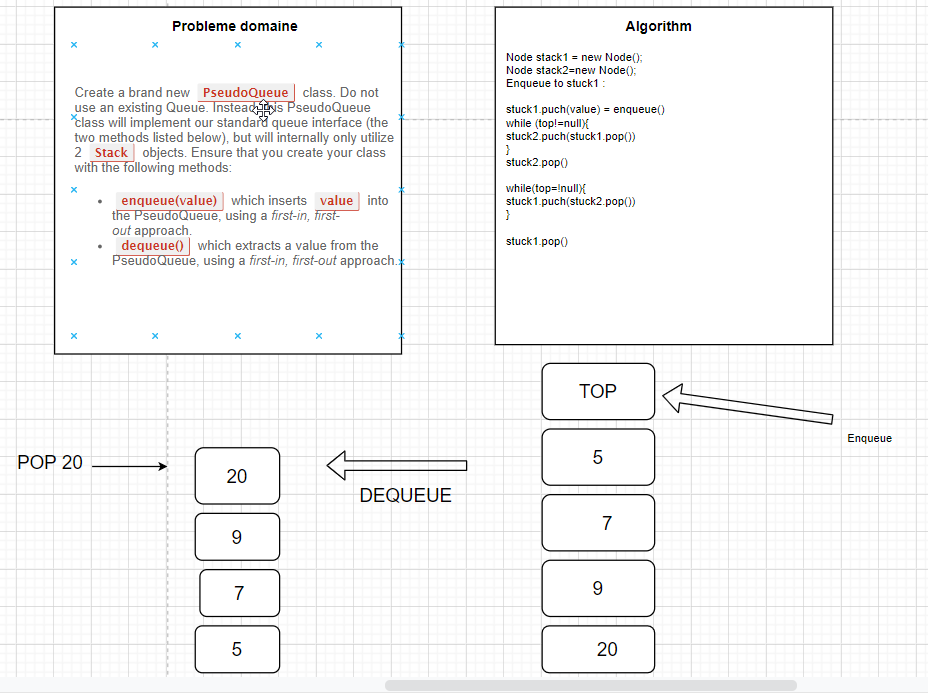 Probleme domaine
Create a brand new PseudoQueue class. Do not
use an existing Queue. Instead, this PseudoQueue
class will implement our standard queue interface (the
two methods listed below), but will internally only utilize
2 Stack objects. Ensure that you create your class
with the following methods:
• enqueue(value) which inserts value into
the PseudoQueue, using a first-in, first-
out approach.
• dequeue() which extracts a value from the
PseudoQueue, using a first-in, first-out approach.
Algorithm
Node stack1 = new Node();
Node stack2=new Node();
Enqueue to stuck1 :
stuck1.puch(value) = enqueue()
while (top!=null){
stuck2.puch(stuck1.pop())
}
stuck2.pop()
while(top=!null){
stuck1.puch(stuck2.pop())
}
stuck1.pop()
POP 20
20
9
7
5
DEQUEUE
TOP
5
7
9
20
Enqueue